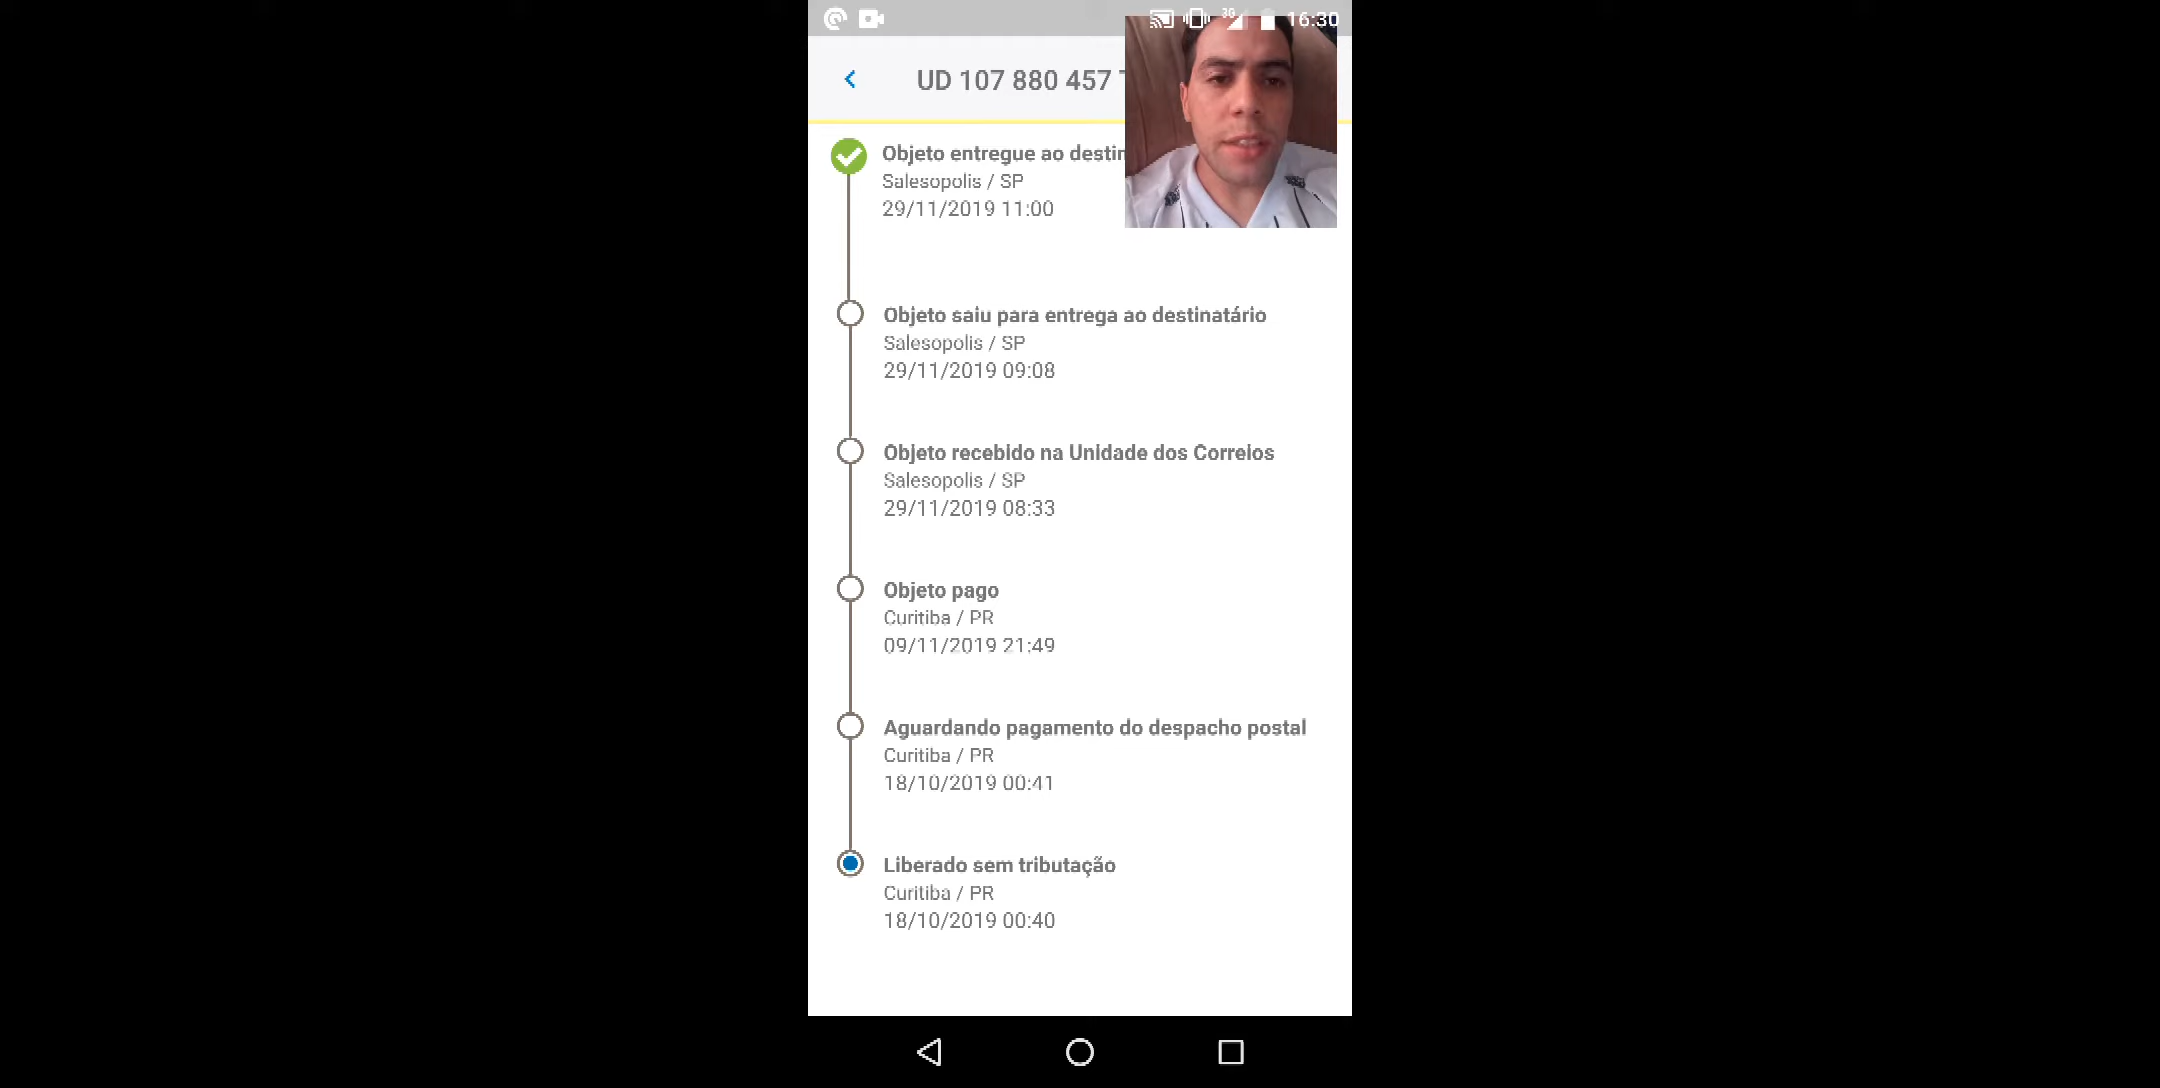 3G
16:30
UD 107 880 457
Objeto entregue ao
Salesopolis / SP
29/11/2019 11:00
Objeto saiu para entrega ao destinatário
Salesopolis / SP
29/11/2019 09:08
Objeto recebido na Unidade dos Correios
Salesopolis / SP
29/11/2019 08:33
Objeto pago
Curitiba / PR
09/11/2019 21:49
Aguardando pagamento do despacho postal
Curitiba / PR
18/10/2019 00:41
Liberado sem tributação
Curitiba / PR
18/10/2019 00:40